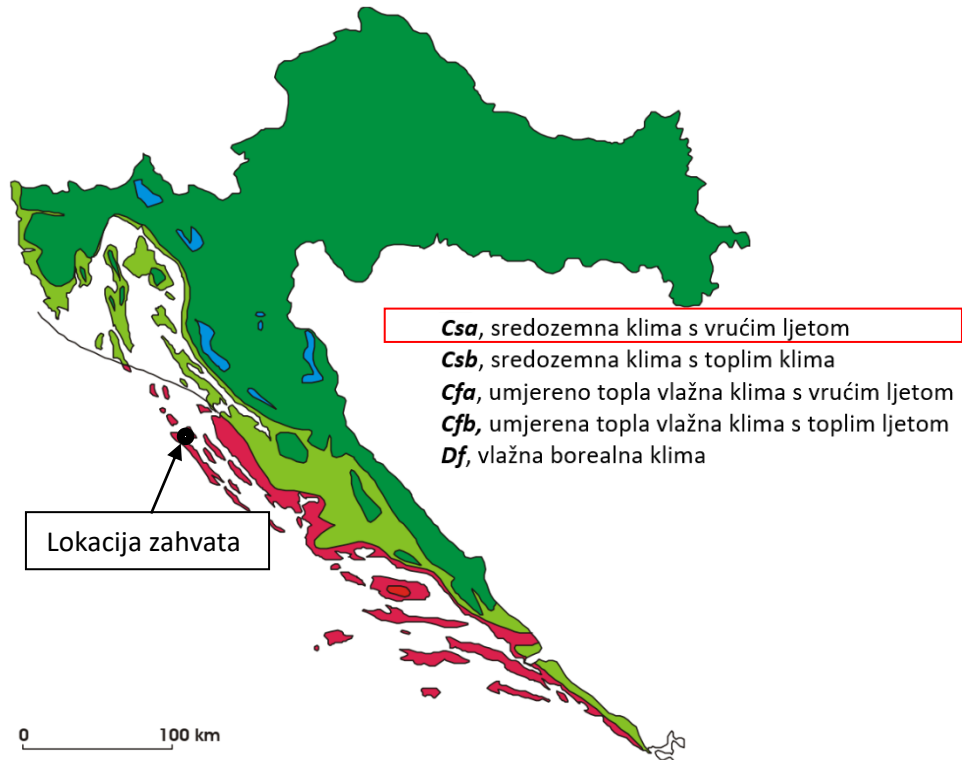 Csa, sredozemna klima s vrućim ljetom
Csb, sredozemna klima s toplim klima
Cfa, umjereno topla vlažna klima s vrućim ljetom
Cfb, umjerena topla vlažna klima s toplim ljetom
Df, vlažna borealna klima
Lokacija zahvata
0 100 km